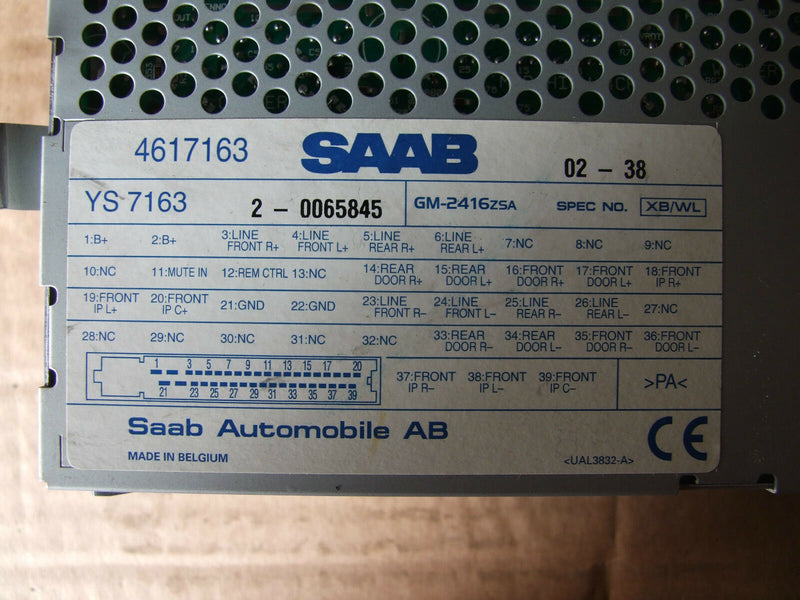 4617163 SAAB 02 – 38
YS 7163 2 – 0065845 GM-2416ZSA SPEC NO. XB/WL
1:B+ 2:B+ 3:LINE FRONT R+ 4:LINE FRONT L+ 5:LINE REAR R+ 6:LINE REAR L+ 7:NC 8:NC 9:NC
10:NC 11:MUTE IN 12:REM CTRL 13:NC 14:REAR DOOR R+ 15:REAR DOOR L+ 16:FRONT DOOR R+ 17:FRONT DOOR L+ 18:FRONT IP R+
19:FRONT IP L+ 20:FRONT IP C+ 21:GND 22:GND 23:LINE FRONT R– 24:LINE FRONT L– 25:LINE REAR R– 26:LINE REAR L– 27:NC
28:NC 29:NC 30:NC 31:NC 32:NC 33:REAR DOOR R– 34:REAR DOOR L– 35:FRONT DOOR R– 36:FRONT DOOR L–
1 3 5 7 9 11 13 15 17 20
21 23 25 27 29 31 33 35 37 39
37:FRONT IP R– 38:FRONT IP L– 39:FRONT IP C– >PA<
Saab Automobile AB
MADE IN BELGIUM <UAL3832-A> CE